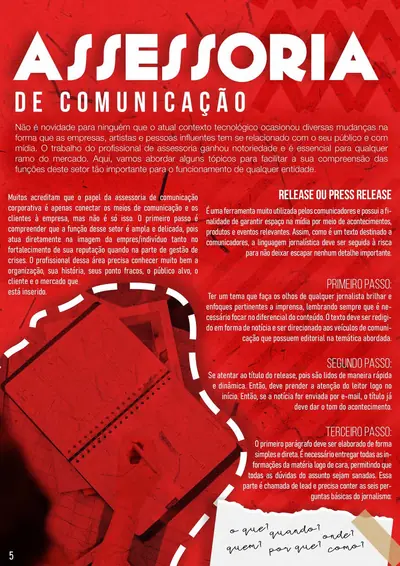 ASSESSORIA
DE COMUNICAÇÃO
Não é novidade para ninguém que o atual contexto tecnológico ocasionou diversas mudanças na
forma que as empresas, artistas e pessoas influentes tem se relacionado com o seu público e com
mídia. O trabalho do profissional de assessoria ganhou notoriedade e é essencial para qualquer
ramo do mercado. Aqui, vamos abordar alguns tópicos para facilitar a sua compreensão das
funções deste setor tão importante para o funcionamento de qualquer entidade.
Muitos acreditam que o papel da assessoria de comunicação
corporativa é apenas conectar os meios de comunicação e os
clientes à empresa, mas não é só isso. O primeiro passo é
compreender que a função desse setor é ampla e delicada, pois
atua diretamente na imagem da empres/indivíduo tanto no
fortalecimento de sua reputação quando na parte de gestão
de crises. O profissional dessa área precisa conhecer muito bem a
organização, sua história, seus ponto fracos, o público alvo, o
cliente e o mercado que
está inserido.
RELEASE OU PRESS RELEASE
É uma ferramenta muito utilizada pelos comunicadores e possui a fi-
nalidade de garantir espaço na mídia por meio de acontecimentos,
produtos e eventos relevantes. Assim, como é um texto destinado a
comunicadores, a linguagem jornalística deve ser seguida à risca
para não deixar escapar nenhum detalhe importante.
PRIMEIRO PASSO:
Ter um tema que faça os olhos de qualquer jornalista brilhar e
enfoques pertinentes a imprensa, lembrando sempre que é ne-
cessário focar no diferencial do conteúdo. O texto deve ser redigi-
do em forma de notícia e ser direcionado aos veículos de comuni-
cação que possuem editorial na temática abordada.
SEGUNDO PASSO:
Se atentar ao título do release, pois são lidos de maneira rápida
e dinâmica. Então, deve prender a atenção do leitor logo no
início. Então, se a notícia for enviada por e-mail, o título já
deve dar o tom do acontecimento.
TERCEIRO PASSO:
O primeiro parágrafo deve ser elaborado de forma
simples e direta. É necessário entregar todas as in-
formações da matéria logo de cara, permitindo que
todas as dúvidas do assunto sejam sanadas. Essa
parte é chamada de lead e precisa conter as seis per-
guntas básicas do jornalismo:
o que? quando? onde?
quem? por que? como?
5